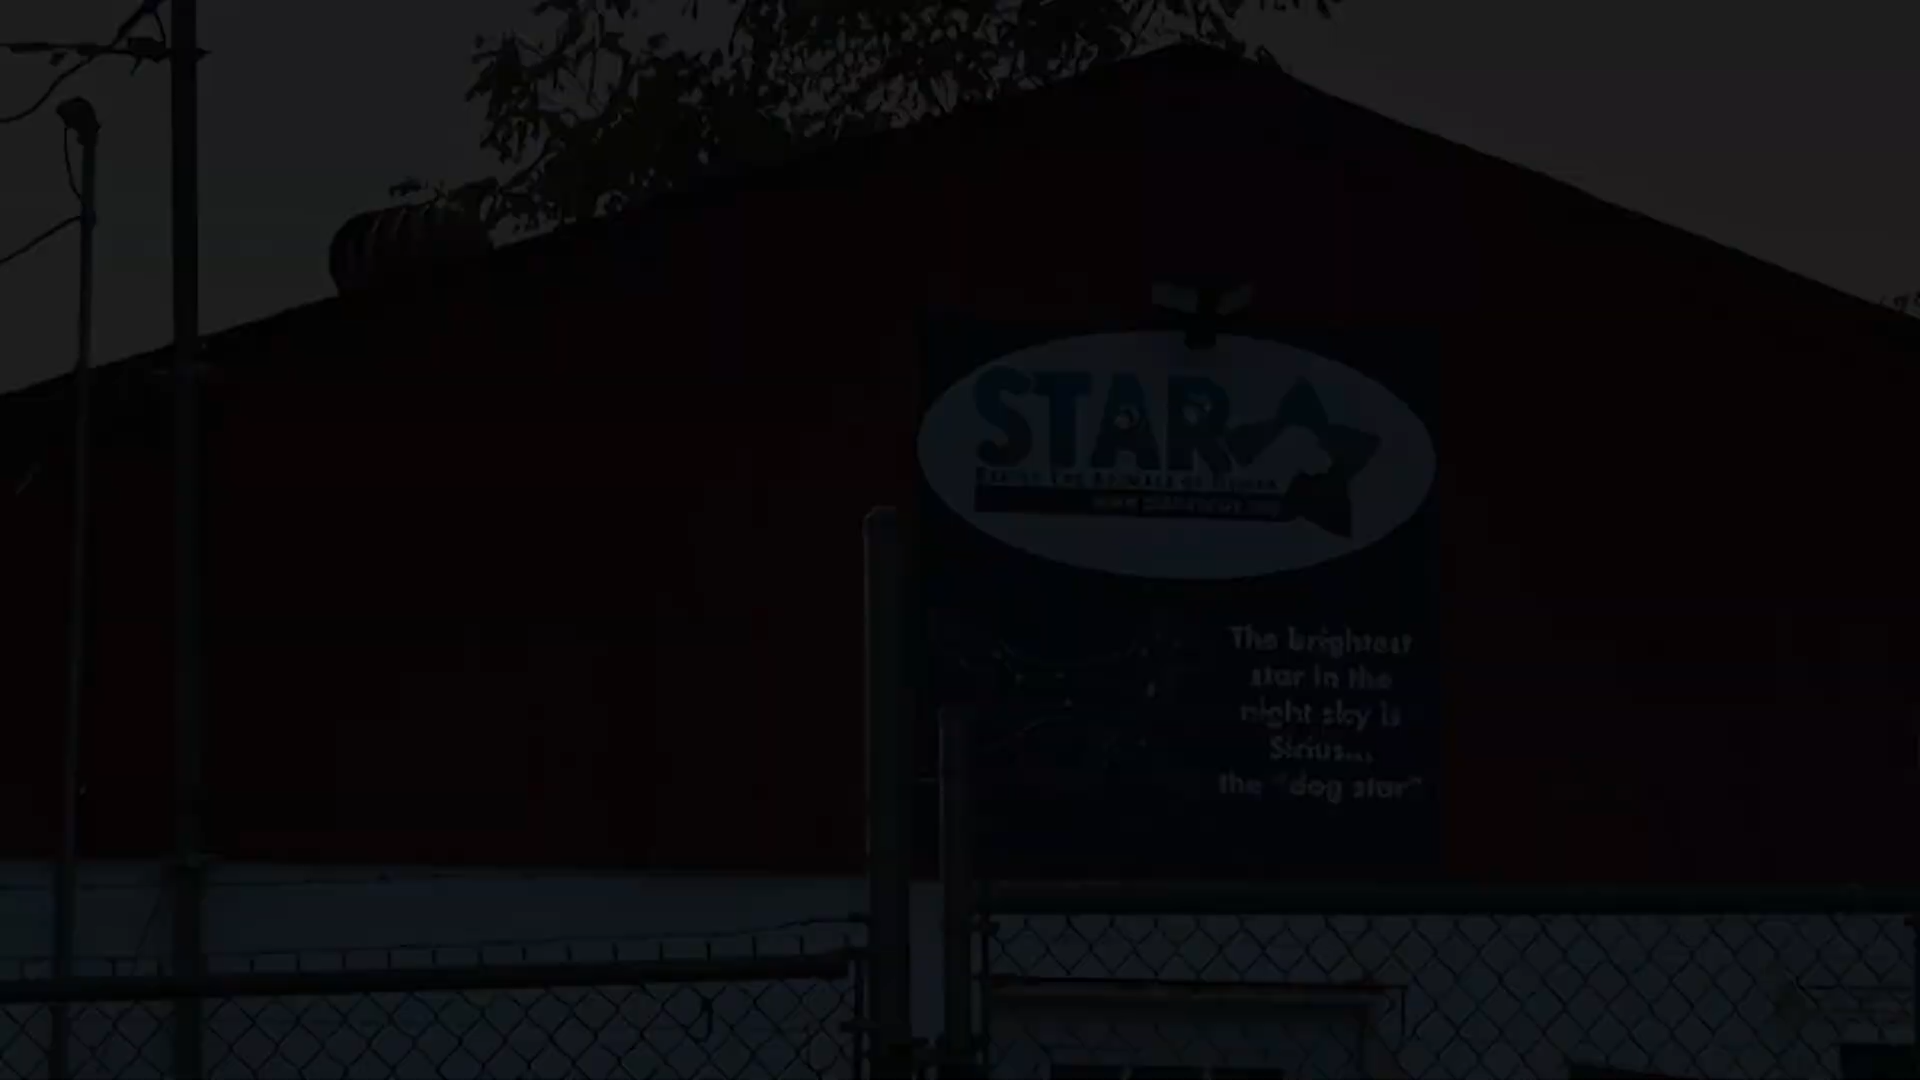 STAR
The brightest
star in the
night sky is
Sirius...
the "dog star"